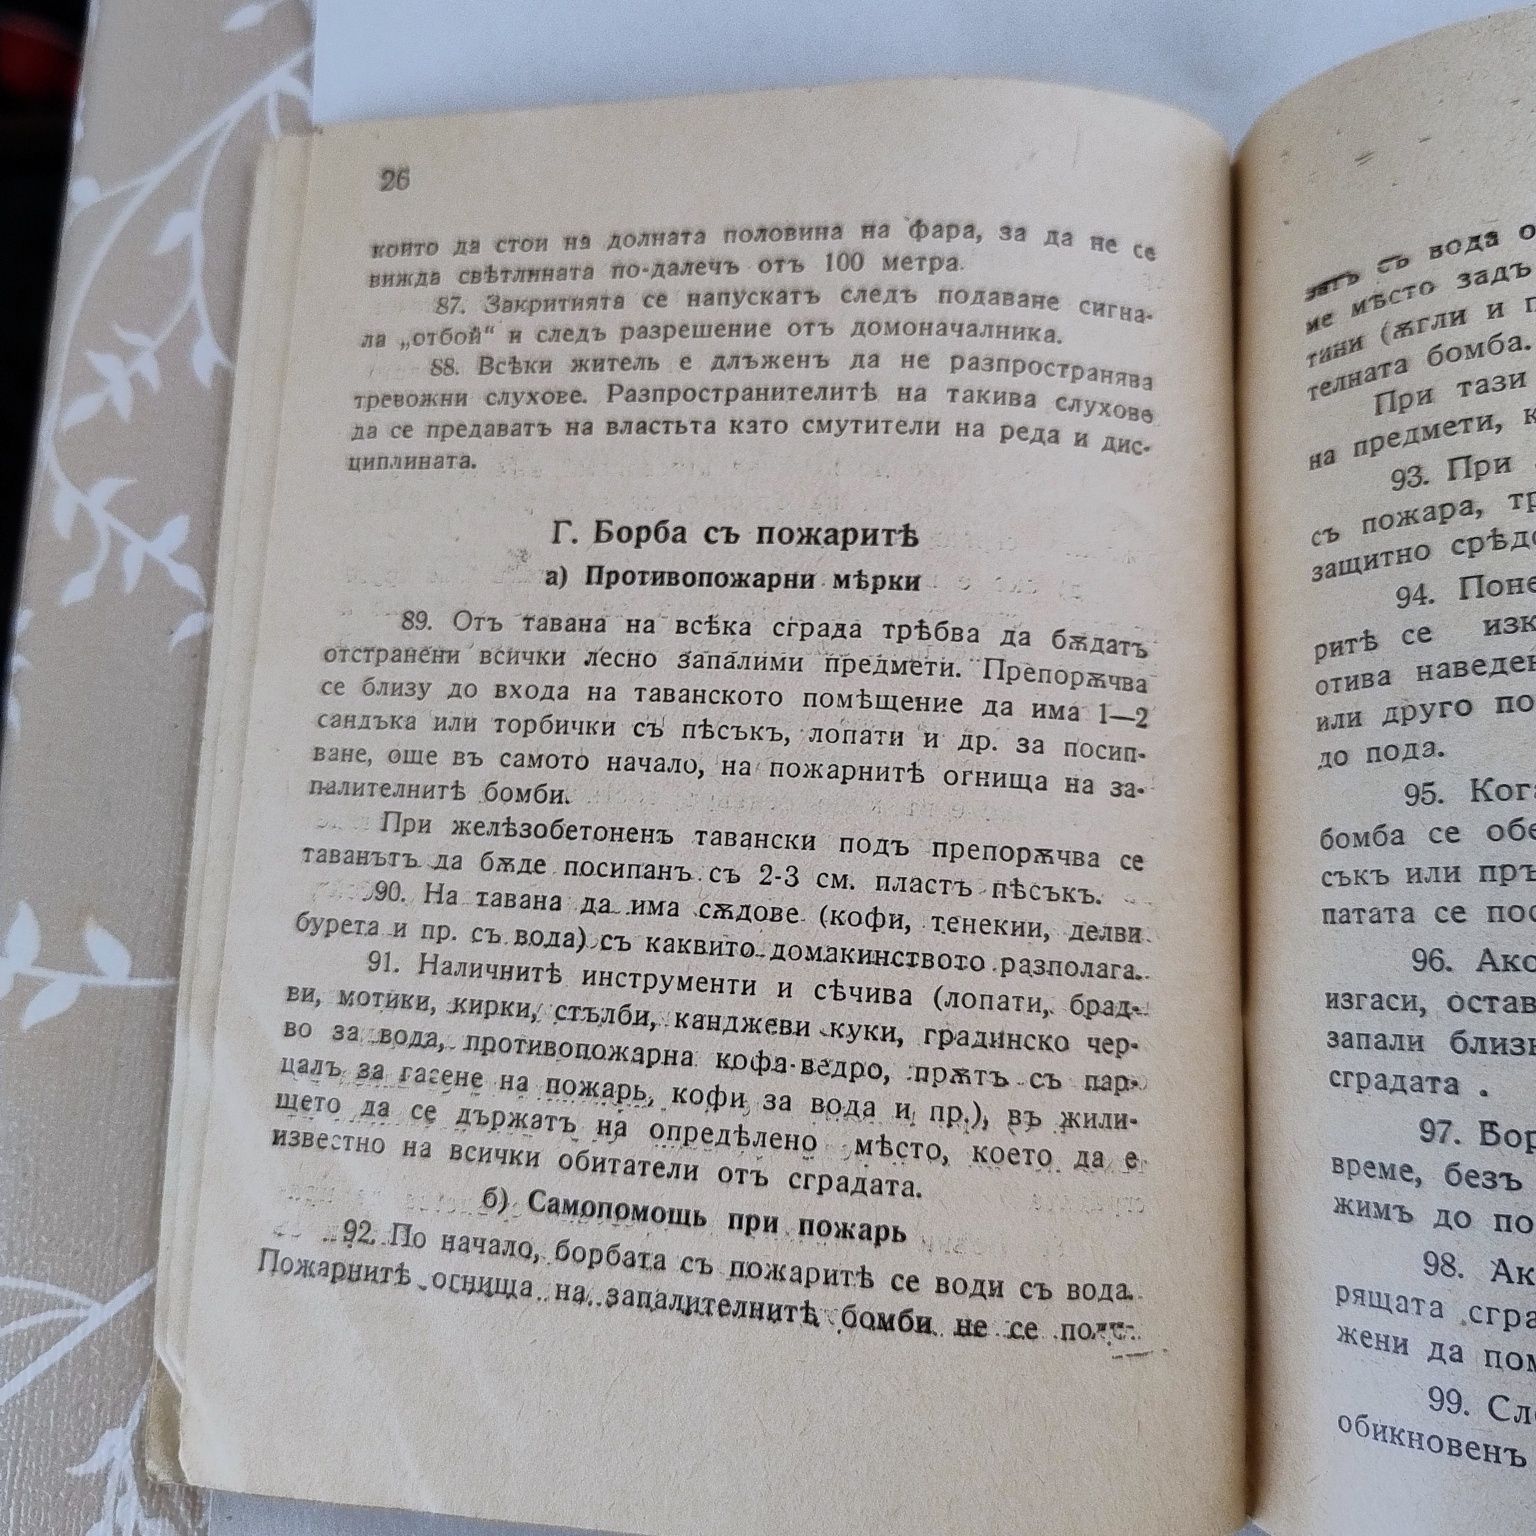 26
които да стои на долната половина на фара, за да не се
вижда свѣтлината по-далечъ отъ 100 метра.
87. Закритията се напускатъ следъ подаване сигна-
ла „отбой“ и следъ разрешение отъ домоначалника.
88. Всѣки житель е длъженъ да не разпространява
тревожни слухове. Разпространителитѣ на такива слухове
да се предаватъ на властьта като смутители на реда и дис-
циплината.
Г. Борба съ пожаритѣ
а) Противопожарни мѣрки
89. Отъ тавана на всѣка сграда трѣбва да бѫдатъ
отстранени всички лесно запалими предмети. Препорѫчва
се близу до входа на таванското помѣщение да има 1—2
сандъка или торбички съ пѣсъкъ, лопати и др. за посип-
ване, още въ самото начало, на пожарнитѣ огнища на за-
палителнитѣ бомби.
При желѣзобетоненъ тавански подъ препорѫчва се
таванътъ да бѫде посипанъ съ 2-3 см. пластъ пѣсъкъ.
90. На тавана да има сѫдове (кофи, тенекии, делви
бурета и пр. съ вода) съ каквито домакинството разполага.
91. Наличнитѣ инструменти и сѣчива (лопати, брад-
ви, мотики, кирки, стълби, канджеви куки, градинско чер-
во за вода, противопожарна кофа-ведро, прѫтъ съ пар-
цалъ за гасене на пожарь, кофи за вода и пр.), въ жили-
щето да се държатъ на опредѣлено мѣсто, което да е
известно на всички обитатели отъ сградата.
б) Самопомощь при пожарь
92. По начало, борбата съ пожаритѣ се води съ вода.
Пожарнитѣ огнища на запалителнитѣ бомби не се
затъ съ вода
ме мѣсто задъ
тини (ѫгли и
телната бомба.
При тази
на предмети,
93. При
съ пожара,
защитно
94.
ритѣ се
отива
или друго
до пода.
95.
бомба се
съкъ или
патата се
96.
изгаси,
запали
сградата .
97.
време, безъ
жимъ до
98.
рящата
жени да
99.
обикновенъ